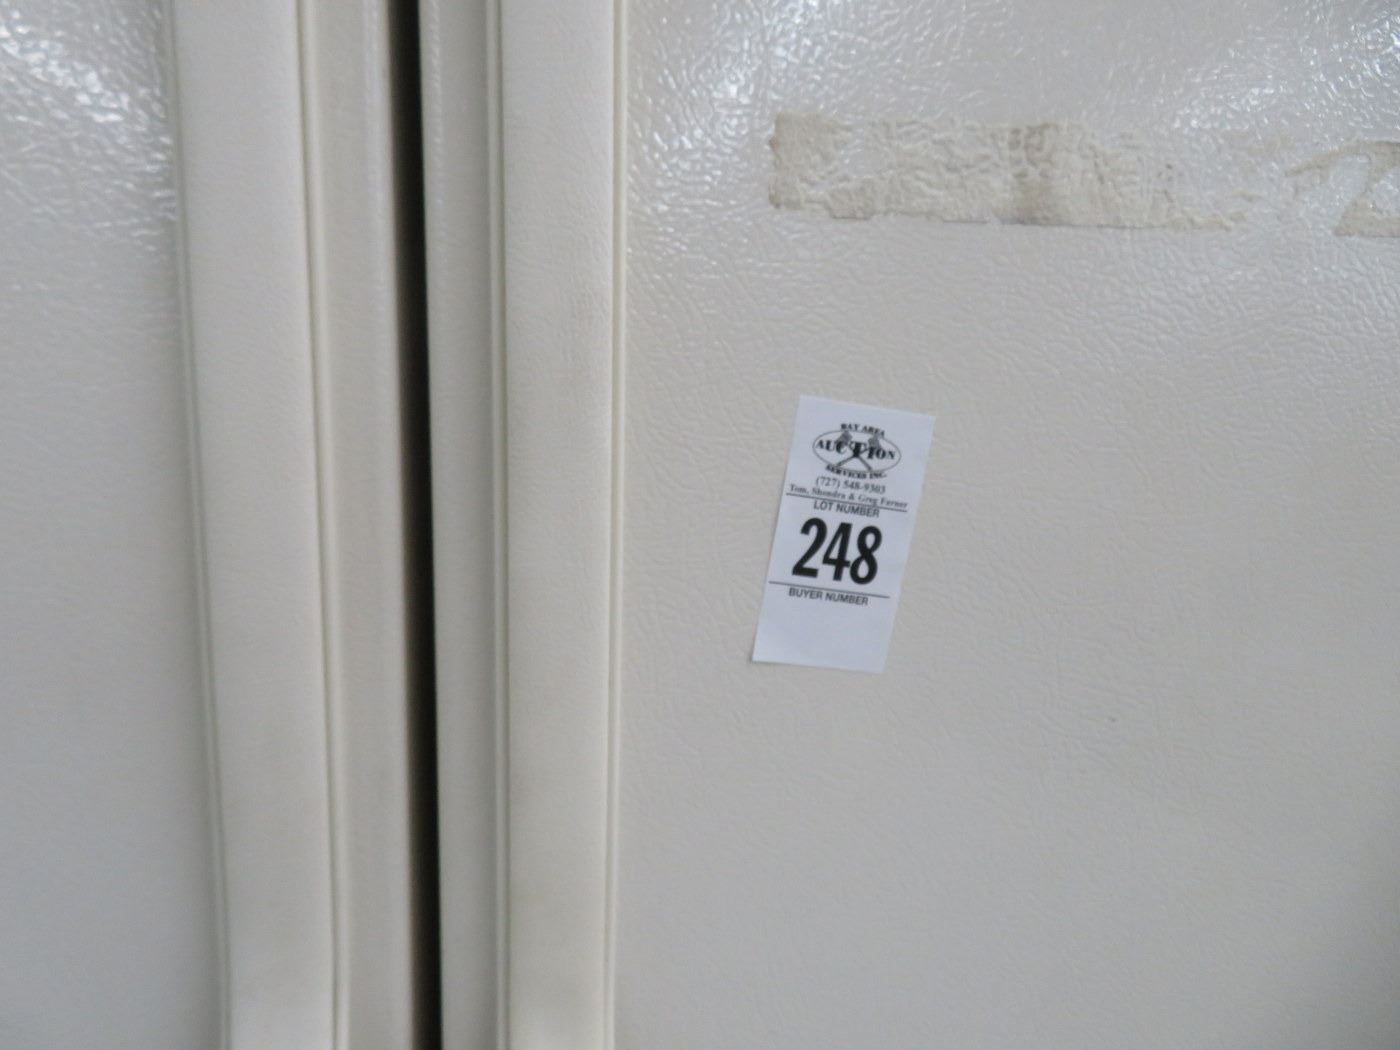 BAY AREA
AUCTION
SERVICES INC.
(727) 548-9303
Tom, Shondra & Greg Farner
LOT NUMBER
248
BUYER NUMBER